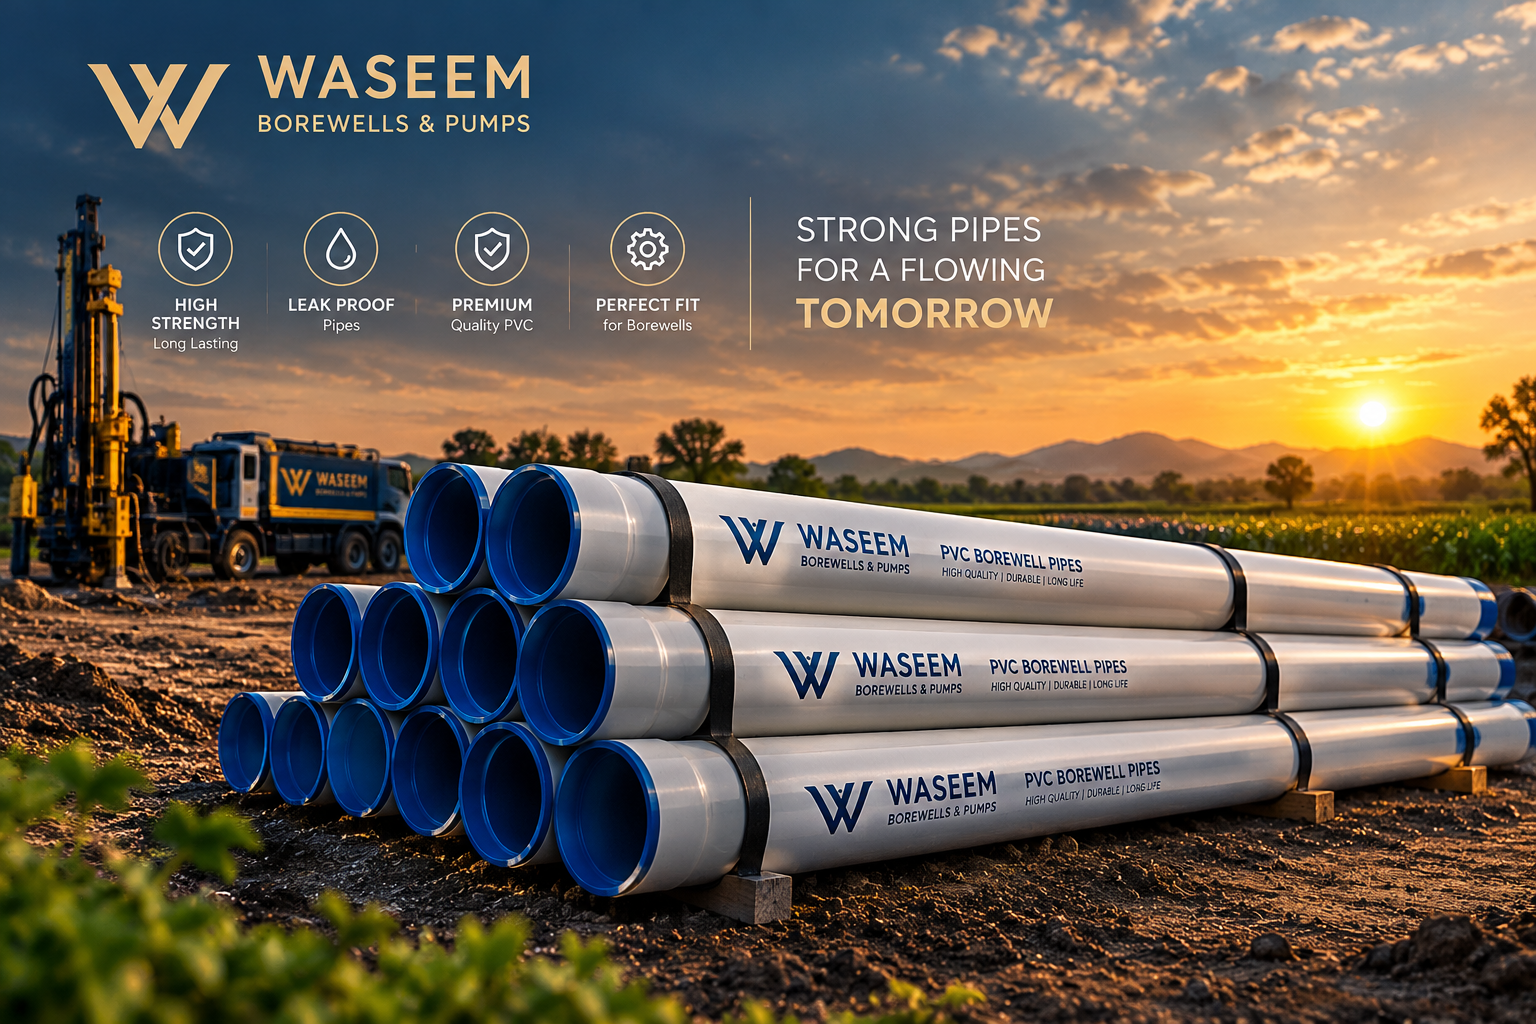 WASEEM
BOREWELLS & PUMPS
HIGH
STRENGTH
Long Lasting
LEAK PROOF
Pipes
PREMIUM
Quality PVC
PERFECT FIT
for Borewells
STRONG PIPES
FOR A FLOWING
TOMORROW
WASEEM
BOREWELLS & PUMPS
WASEEM
BOREWELLS & PUMPS
PVC BOREWELL PIPES
HIGH QUALITY | DURABLE | LONG LIFE
WASEEM
BOREWELLS & PUMPS
PVC BOREWELL PIPES
HIGH QUALITY | DURABLE | LONG LIFE
WASEEM
BOREWELLS & PUMPS
PVC BOREWELL PIPES
HIGH QUALITY | DURABLE | LONG LIFE